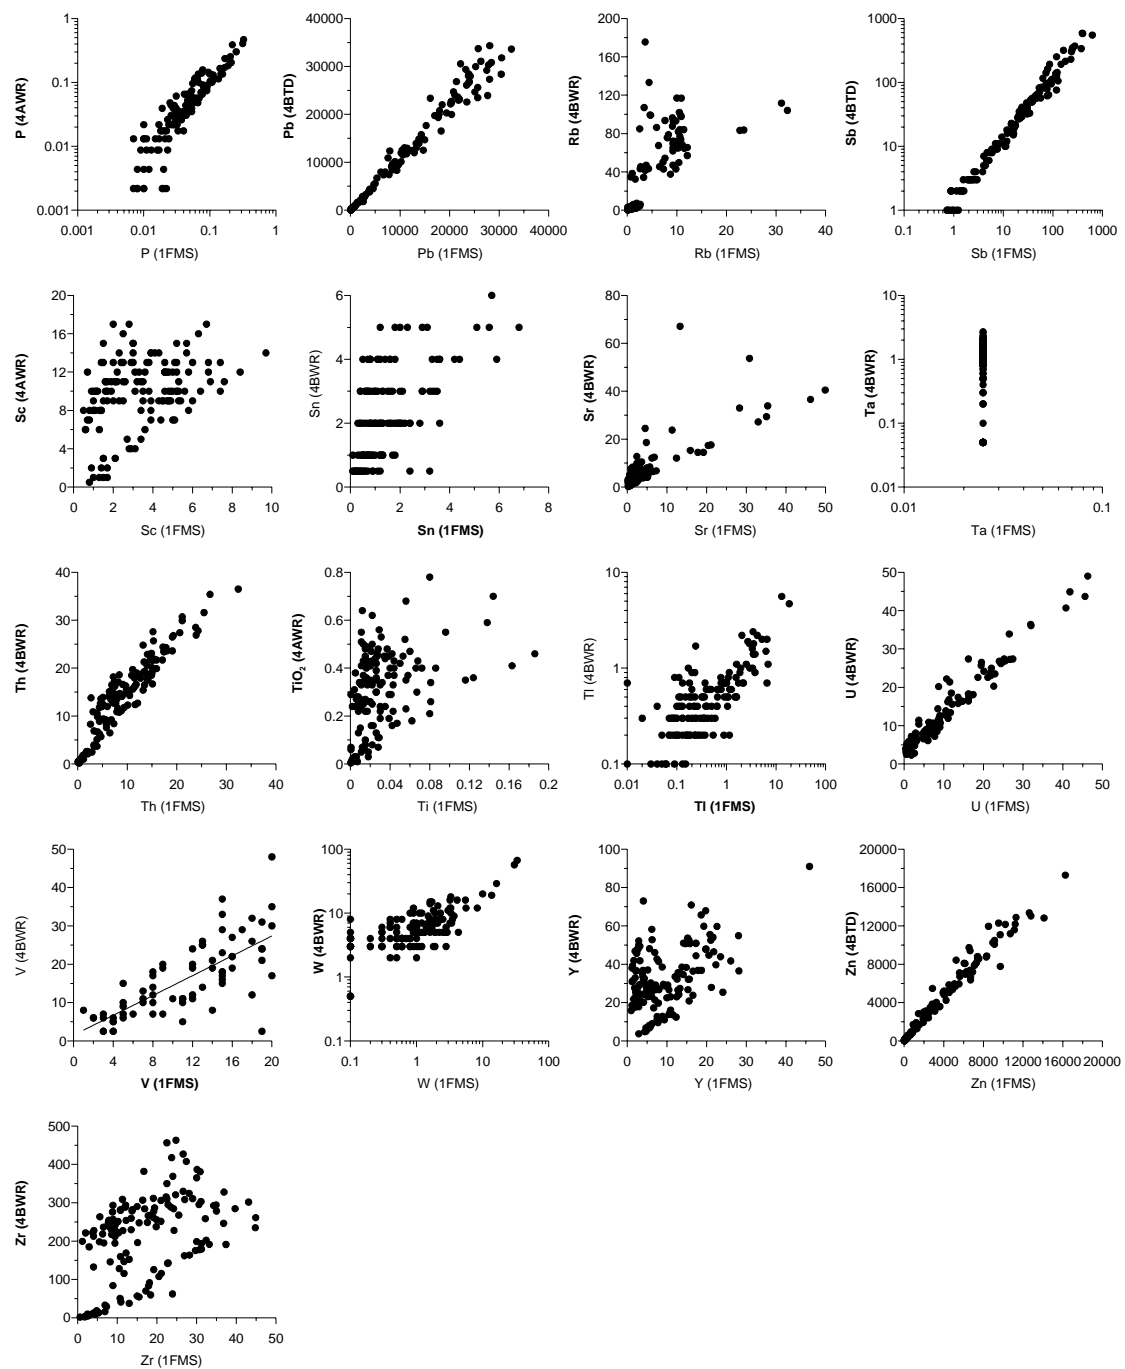 P (4AWR)
1
0.1
0.01
0.001
0.001 0.01 0.1 1
P (1FMS)
Pb (4BTD)
40000
30000
20000
10000
0
0 10000 20000 30000 40000
Pb (1FMS)
Rb (4BWR)
200
160
120
80
40
0
0 10 20 30 40
Rb (1FMS)
Sb (4BTD)
1000
100
10
1
0.1 1 10 100 1000
Sb (1FMS)
Sc (4AWR)
20
16
12
8
4
0
0 2 4 6 8 10
Sc (1FMS)
Sn (4BWR)
6
4
2
0
0 2 4 6 8
Sn (1FMS)
Sr (4BWR)
80
60
40
20
0
0 10 20 30 40 50
Sr (1FMS)
Ta (4BWR)
10
1
0.1
0.01
0.01 0.1
Ta (1FMS)
Th (4BWR)
40
30
20
10
0
0 10 20 30 40
Th (1FMS)
TiO2 (4AWR)
0.8
0.6
0.4
0.2
0
0 0.04 0.08 0.12 0.16 0.2
Ti (1FMS)
Tl (4BWR)
10
1
0.1
0.01 0.1 1 10 100
Tl (1FMS)
U (4BWR)
50
40
30
20
10
0
0 10 20 30 40 50
U (1FMS)
V (4BWR)
50
40
30
20
10
0
0 4 8 12 16 20
V (1FMS)
W (4BWR)
100
10
1
0.1
0.1 1 10 100
W (1FMS)
Y (4BWR)
100
80
60
40
20
0
0 10 20 30 40 50
Y (1FMS)
Zn (4BTD)
20000
16000
12000
8000
4000
0
0 4000 8000 12000 16000 20000
Zn (1FMS)
Zr (4BWR)
500
400
300
200
100
0
0 10 20 30 40 50
Zr (1FMS)